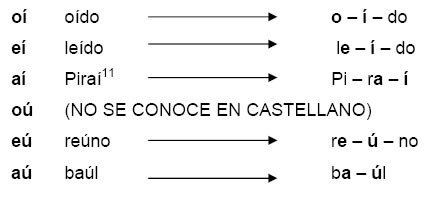 oí oído o – í – do
eí leído le – í – do
aí Piraí11 Pi – ra – í
oú (NO SE CONOCE EN CASTELLANO)
eú reúno re – ú – no
aú baúl ba – úl